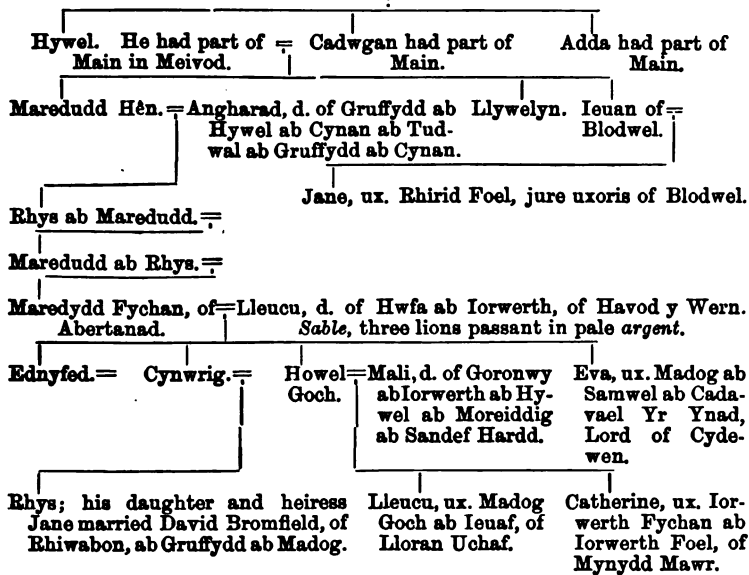 Hywel. He had part of = Cadwgan had part of Adda had part of
Main in Meivod. Main. Main.
Maredudd Hên. = Angharad, d. of Gruffydd ab Llywelyn. Ieuan of =
Hywel ab Cynan ab Tud- Blodwel.
wal ab Gruffydd ab Cynan.
Jane, ux. Rhirid Foel, jure uxoris of Blodwel.
Rhys ab Maredudd. =
Maredudd ab Rhys. =
Maredydd Fychan, of = Lleucu, d. of Hwfa ab Iorwerth, of Havod y Wern.
Abertanad. Sable, three lions passant in pale argent.
Ednyfed. = Cynwrig. = Howel = Mali, d. of Goronwy Eva, ux. Madog ab
Goch. ab Iorwerth ab Hy- Samwel ab Cada-
wel ab Moreiddig vael Yr Ynad,
ab Sandef Hardd. Lord of Cyde-
wen.
Rhys; his daughter and heiress Lleucu, ux. Madog Catherine, ux. Ior-
Jane married David Bromfield, of Goch ab Ieuaf, of werth Fychan ab
Rhiwabon, ab Gruffydd ab Madog. Lloran Uchaf. Iorwerth Foel, of
Mynydd Mawr.